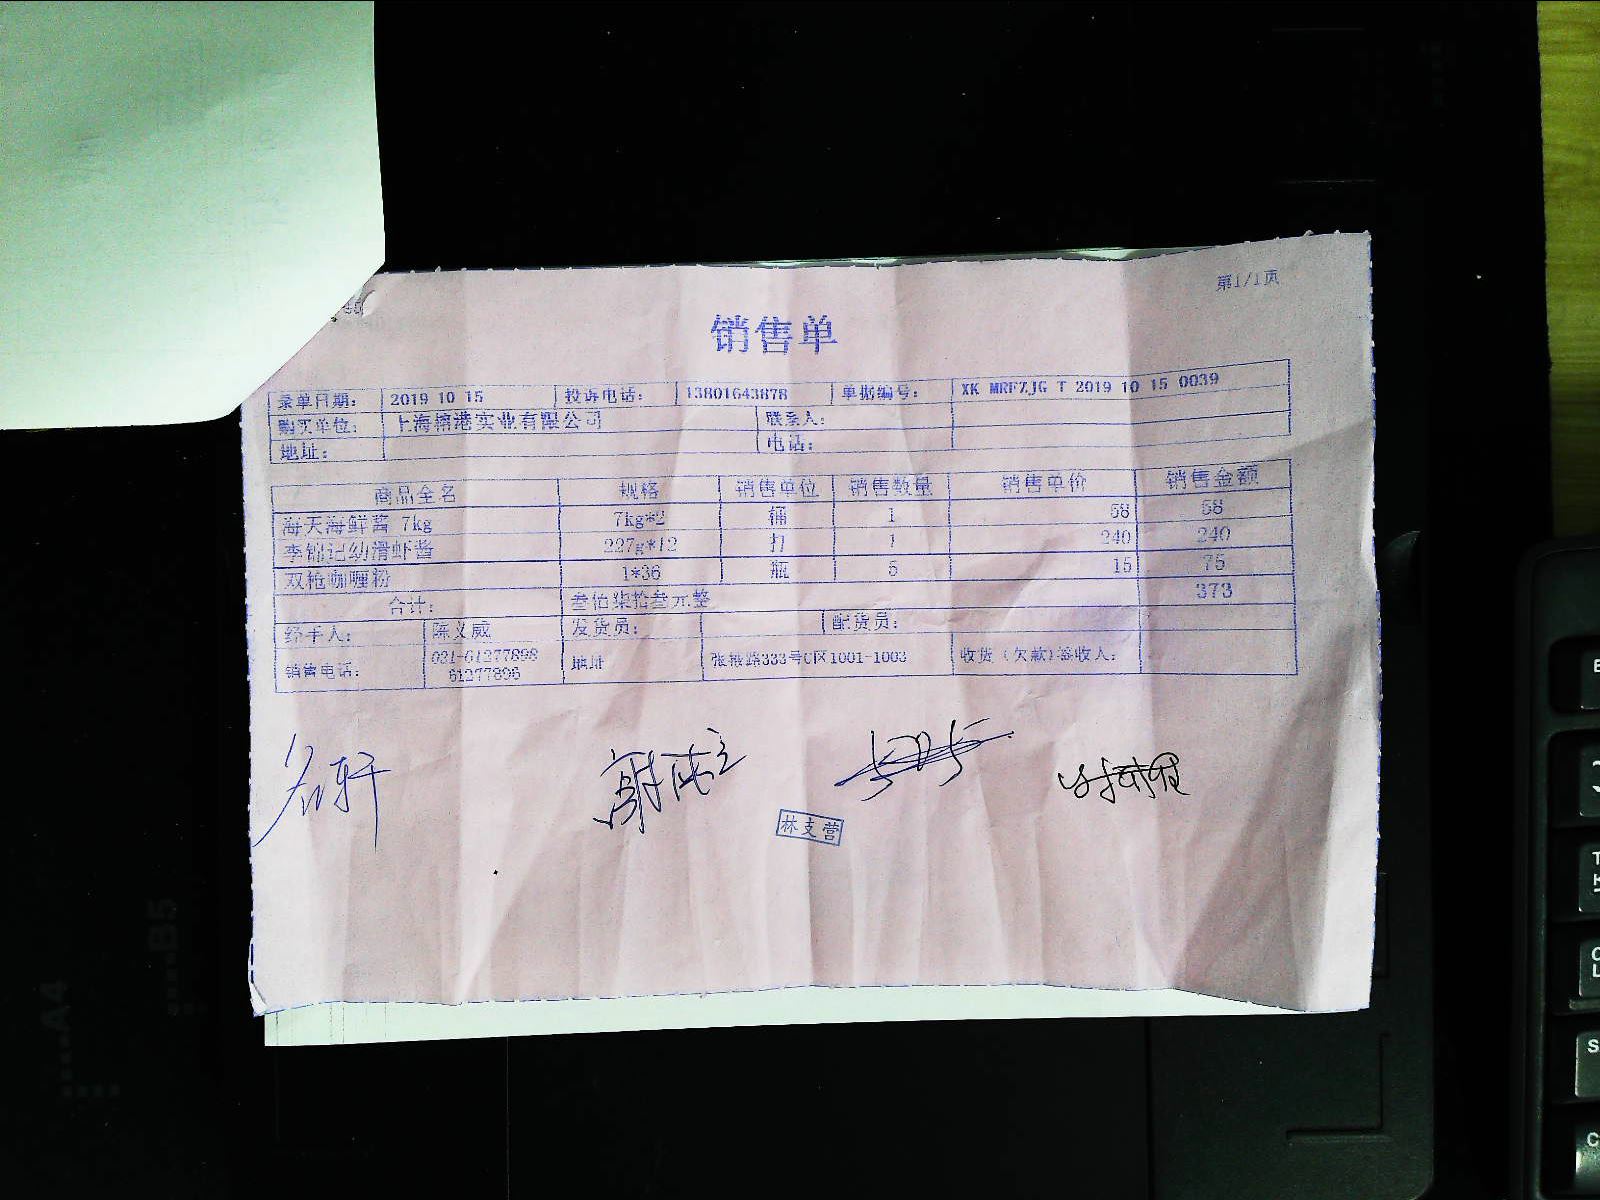 第1/1页
销售单
录单日期： 2019 10 15 投诉电话： 13801643878 单据编号： XK MRFZJG T 2019 10 15 0039
购买单位： 上海锦港实业有限公司 联系人：
地址： 电话：
商品全名 规格 销售单位 销售数量 销售单价 销售金额
海天海鲜酱 7kg 7kg*2 桶 1 58 58
李锦记幼滑虾酱 227g*12 打 1 240 240
双枪咖喱粉 1*36 瓶 5 15 75
合计： 叁佰柒拾叁元整 373
经手人： 陈义威 发货员： 配货员：
销售电话： 021-61277898 地址 张杨路333号C区1001-1003 收货（欠款）签收人：
61277896
名轩
林支营
A4
B5